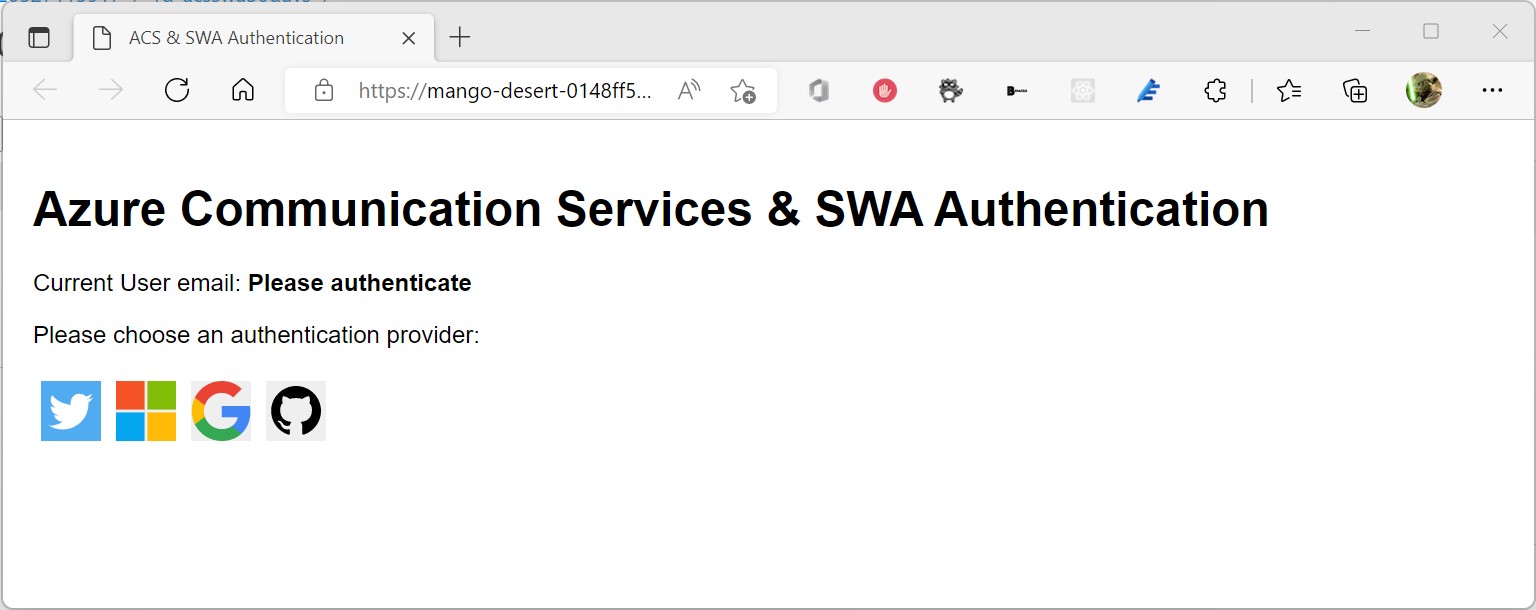 ACS & SWA Authentication
https://mango-desert-0148ff5...
Azure Communication Services & SWA Authentication
Current User email: Please authenticate
Please choose an authentication provider: